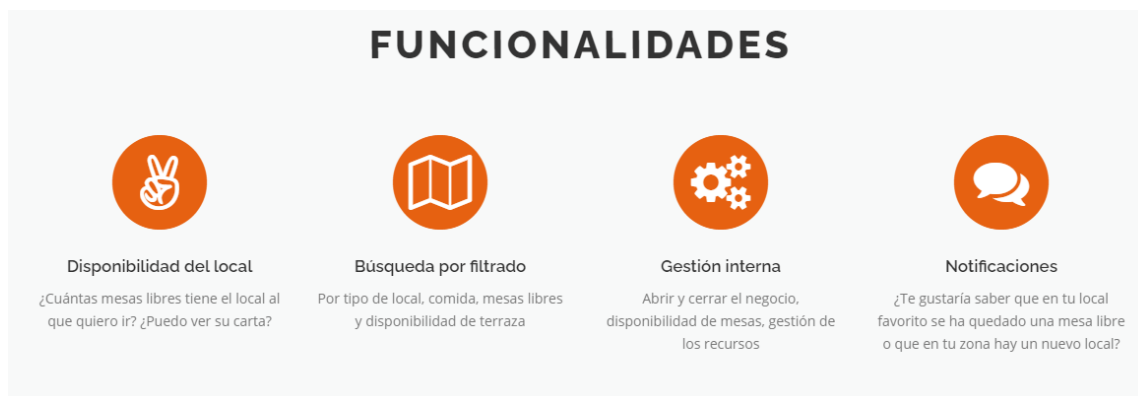 FUNCIONALIDADES
Disponibilidad del local
¿Cuántas mesas libres tiene el local al
que quiero ir? ¿Puedo ver su carta?
Búsqueda por filtrado
Por tipo de local, comida, mesas libres
y disponibilidad de terraza
Gestión interna
Abrir y cerrar el negocio,
disponibilidad de mesas, gestión de
los recursos
Notificaciones
¿Te gustaría saber que en tu local
favorito se ha quedado una mesa libre
o que en tu zona hay un nuevo local?